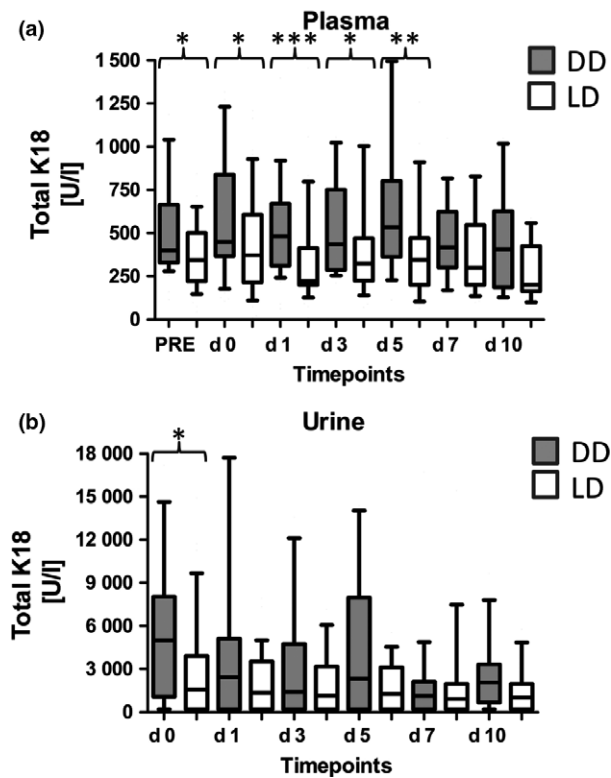 (a)
Plasma
* * *** * **
1 500
1 250
1 000
750
500
250
0
Total K18
[U/l]
DD
LD
PRE d 0 d 1 d 3 d 5 d 7 d 10
Timepoints
(b)
Urine
*
18 000
15 000
12 000
9 000
6 000
3 000
0
Total K18
[U/l]
DD
LD
d 0 d 1 d 3 d 5 d 7 d 10
Timepoints